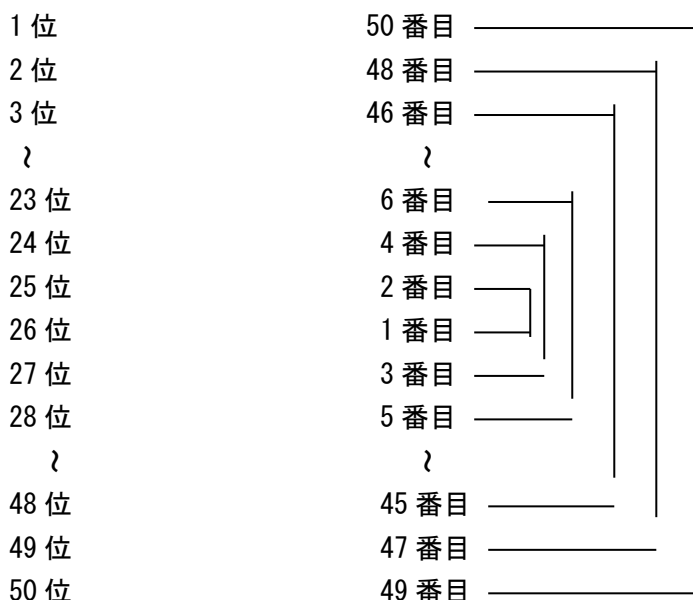 1位 50番目
2位 48番目
3位 46番目
～ ～
23位 6番目
24位 4番目
25位 2番目
26位 1番目
27位 3番目
28位 5番目
～ ～
48位 45番目
49位 47番目
50位 49番目